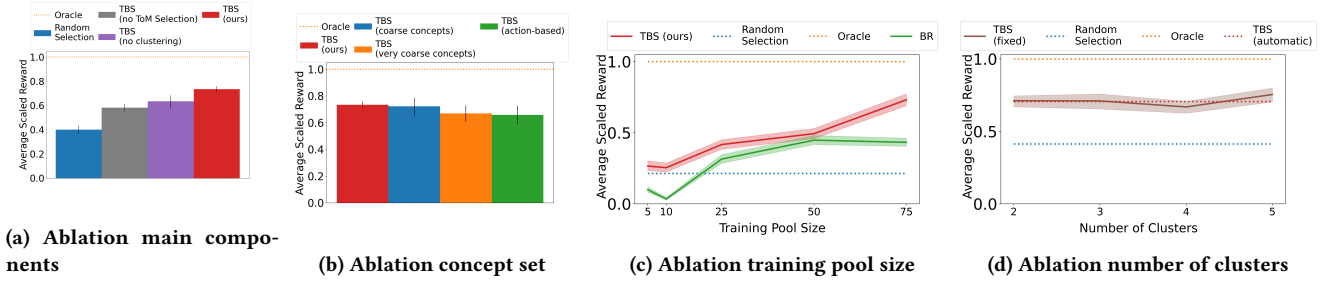 Oracle
Random
Selection
TBS
(no ToM Selection)
TBS
(no clustering)
TBS
(ours)
Average Scaled Reward
1.0
0.8
0.6
0.4
0.2
0.0
(a) Ablation main compo-
nents
Oracle
TBS
(ours)
TBS
(coarse concepts)
TBS
(very coarse concepts)
TBS
(action-based)
Average Scaled Reward
1.0
0.8
0.6
0.4
0.2
0.0
(b) Ablation concept set
TBS (ours)
Random
Selection
Oracle
BR
Average Scaled Reward
1.0
0.5
0.0
5 10 25 50 75
Training Pool Size
(c) Ablation training pool size
TBS
(fixed)
Random
Selection
Oracle
TBS
(automatic)
Average Scaled Reward
1.0
0.5
0.0
2 3 4 5
Number of Clusters
(d) Ablation number of clusters